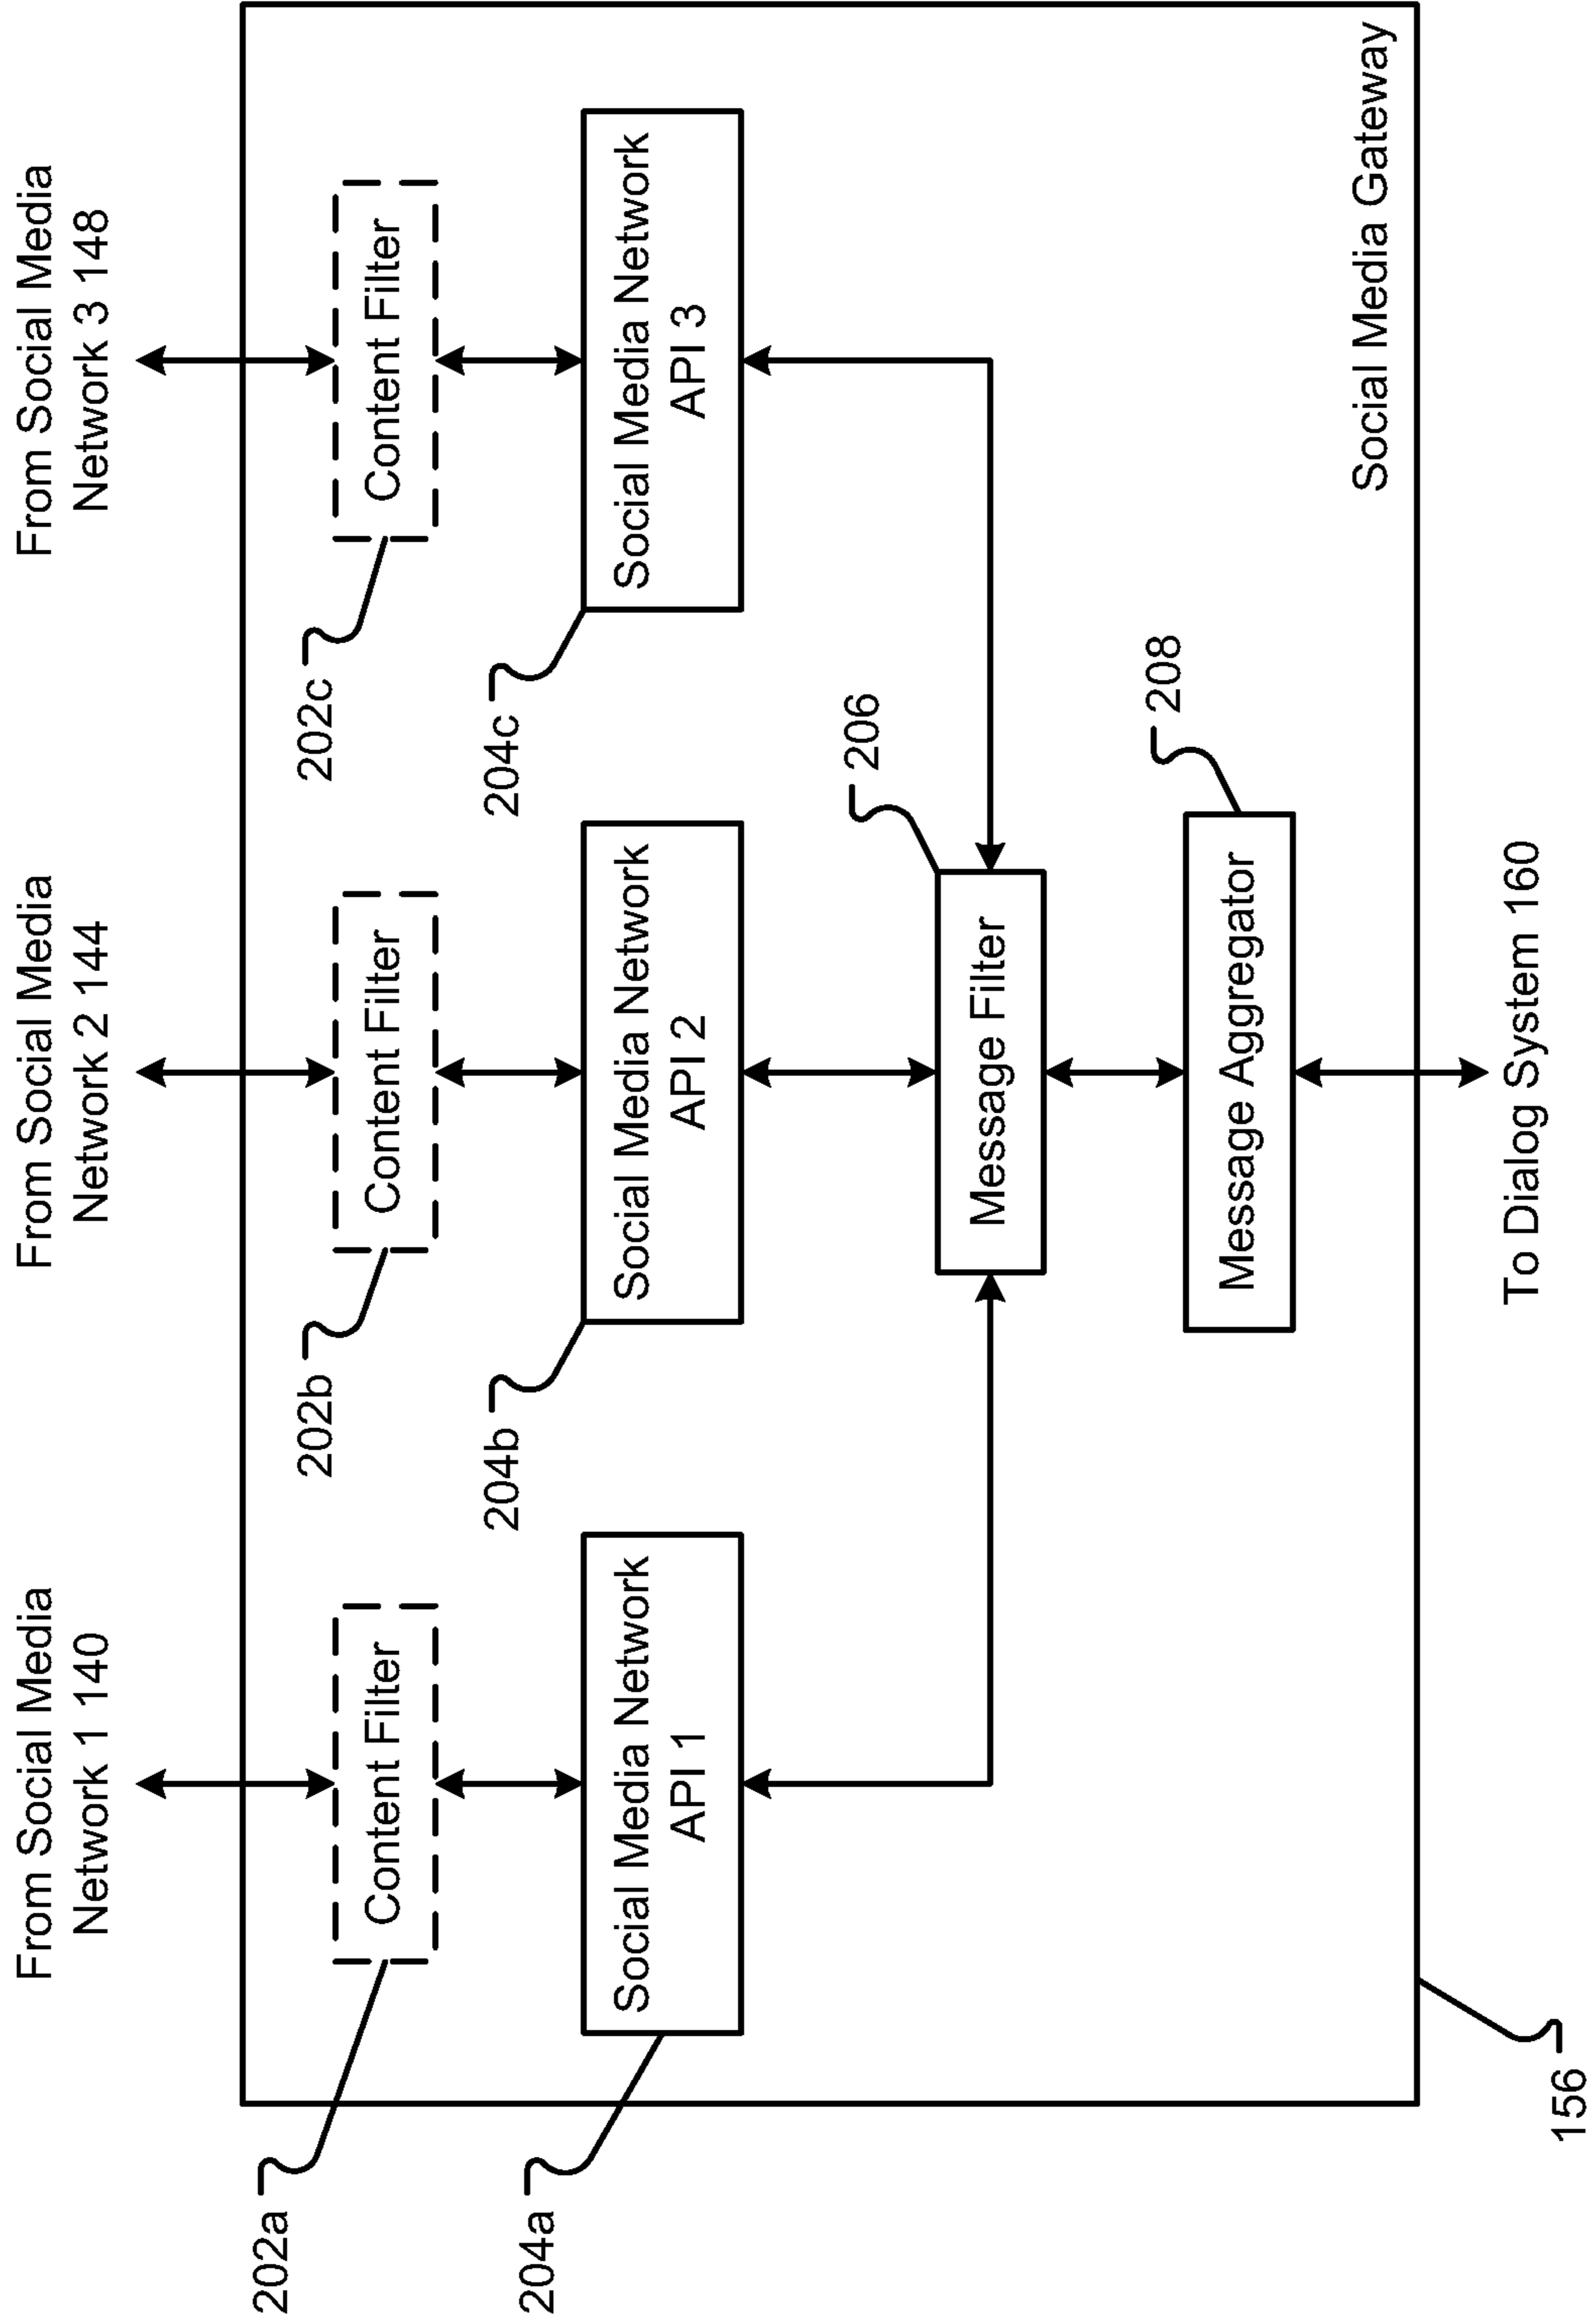 From Social Media
Network 1 140
From Social Media
Network 2 144
From Social Media
Network 3 148
202a
Content Filter
202b
Content Filter
202c
Content Filter
204a
Social Media Network
API 1
204b
Social Media Network
API 2
204c
Social Media Network
API 3
206
Message Filter
208
Message Aggregator
Social Media Gateway
156
To Dialog System 160